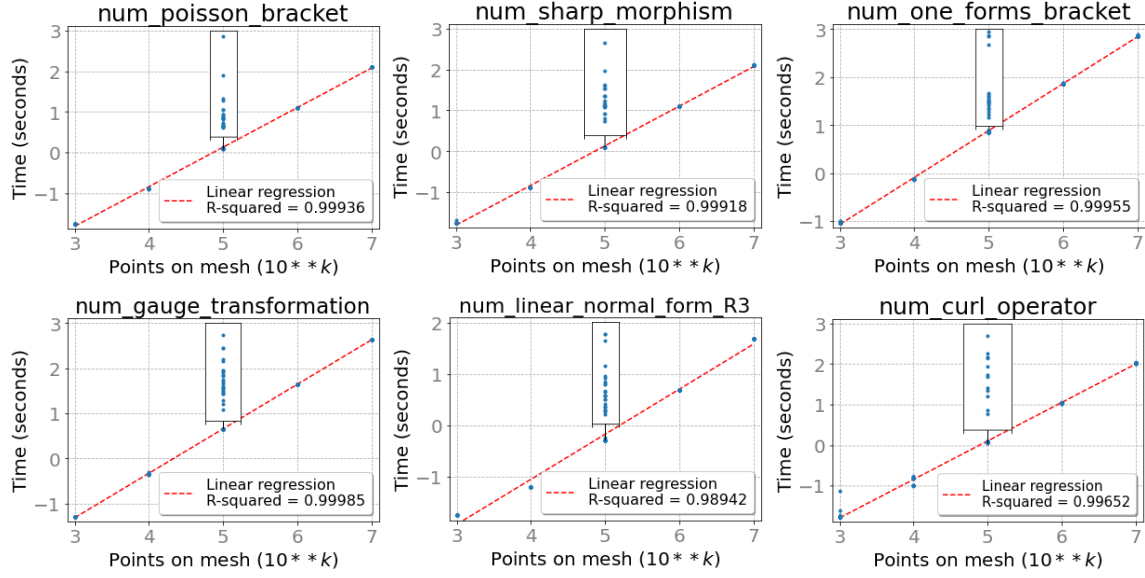 num_poisson_bracket
Time (seconds)
3
2
1
0
−1
Linear regression
R-squared = 0.99936
3 4 5 6 7
Points on mesh (10 * * k)
num_sharp_morphism
Time (seconds)
3
2
1
0
−1
Linear regression
R-squared = 0.99918
3 4 5 6 7
Points on mesh (10 * * k)
num_one_forms_bracket
Time (seconds)
3
2
1
0
−1
Linear regression
R-squared = 0.99955
3 4 5 6 7
Points on mesh (10 * * k)
num_gauge_transformation
Time (seconds)
3
2
1
0
−1
Linear regression
R-squared = 0.99985
3 4 5 6 7
Points on mesh (10 * * k)
num_linear_normal_form_R3
Time (seconds)
2
1
0
−1
Linear regression
R-squared = 0.98942
3 4 5 6 7
Points on mesh (10 * * k)
num_curl_operator
Time (seconds)
3
2
1
0
−1
Linear regression
R-squared = 0.99652
3 4 5 6 7
Points on mesh (10 * * k)